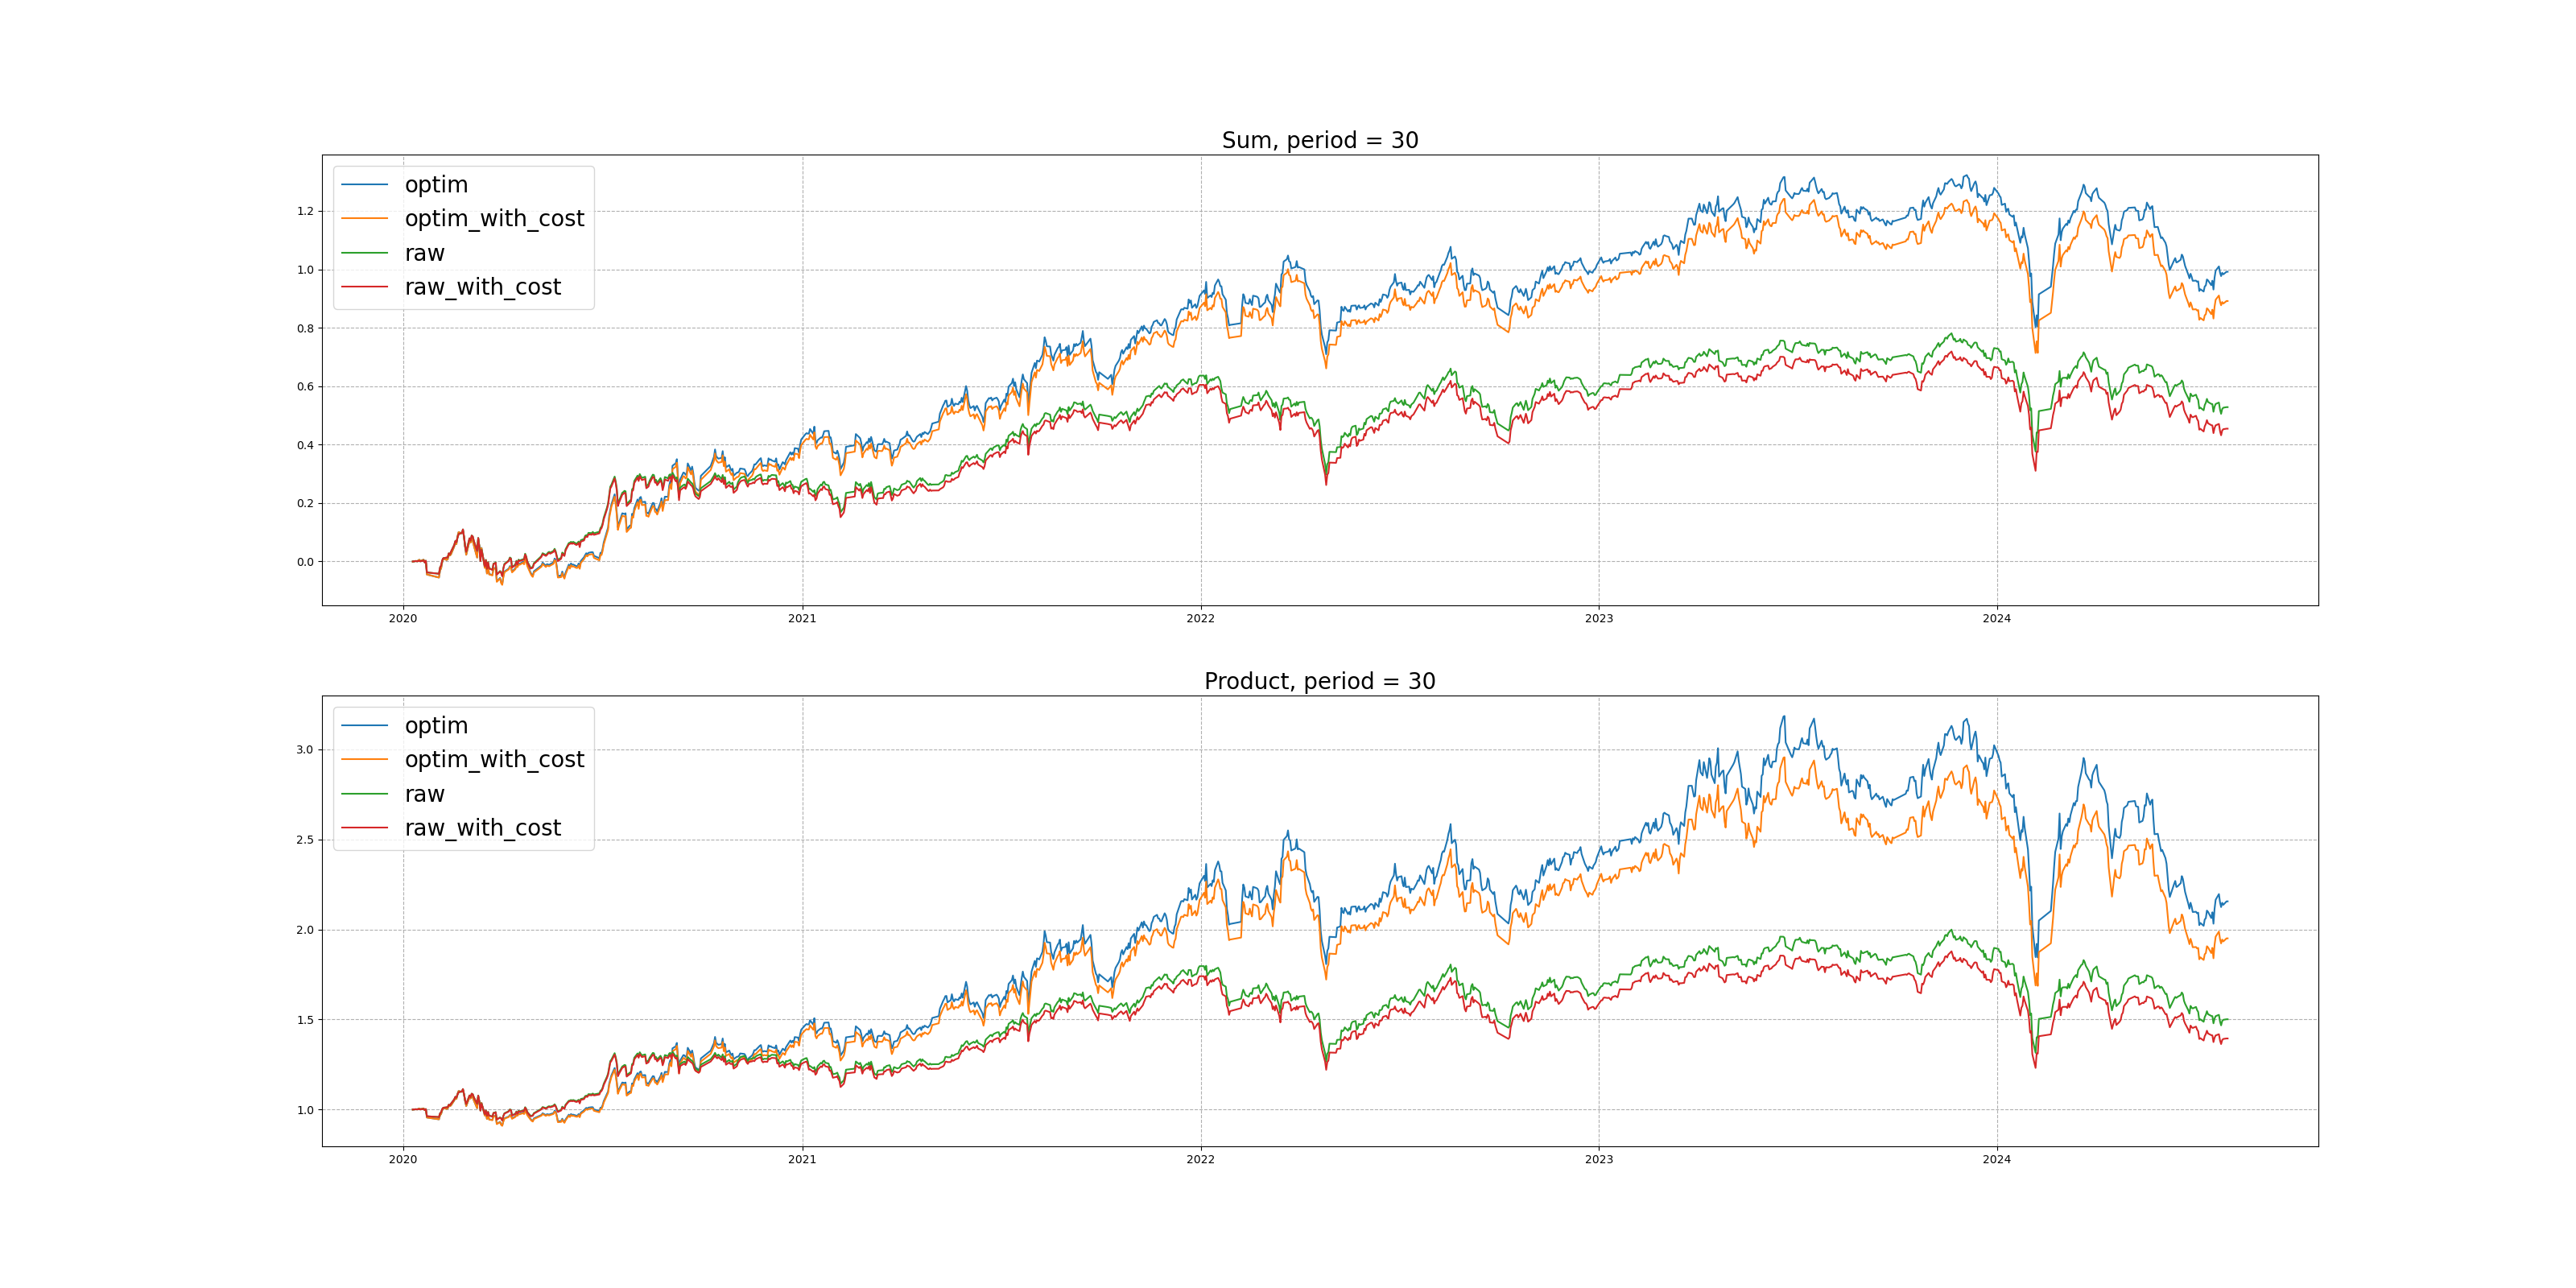 Sum, period = 30
optim
optim_with_cost
raw
raw_with_cost
1.2
1.0
0.8
0.6
0.4
0.2
0.0
2020 2021 2022 2023 2024
Product, period = 30
optim
optim_with_cost
raw
raw_with_cost
3.0
2.5
2.0
1.5
1.0
2020 2021 2022 2023 2024